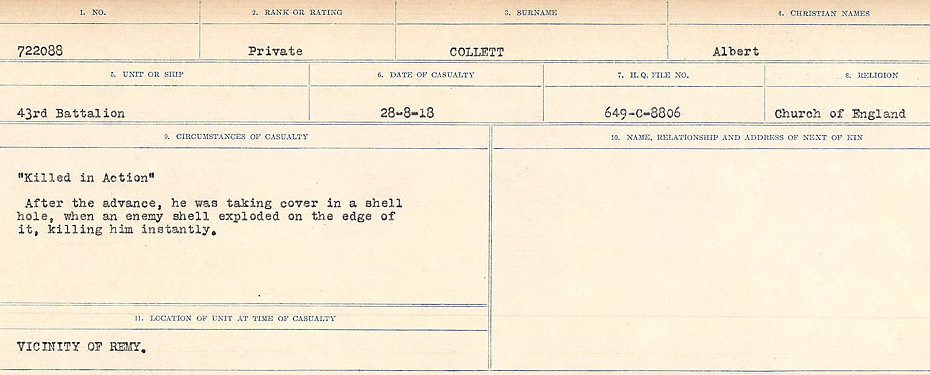 1. NO. 2. RANK OR RATING 3. SURNAME 4. CHRISTIAN NAMES
722088 Private COLLETT Albert
5. UNIT OR SHIP 6. DATE OF CASUALTY 7. H.Q. FILE NO. 8. RELIGION
43rd Battalion 28-8-18 649-C-8806 Church of England
9. CIRCUMSTANCES OF CASUALTY 10. NAME, RELATIONSHIP AND ADDRESS OF NEXT OF KIN
"Killed in Action"
After the advance, he was taking cover in a shell
hole, when an enemy shell exploded on the edge of
it, killing him instantly.
11. LOCATION OF UNIT AT TIME OF CASUALTY
VICINITY OF REMY.